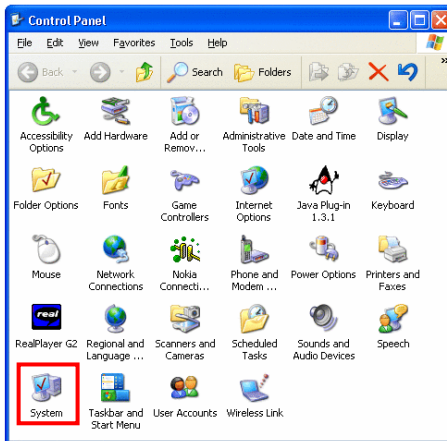 Control Panel
File Edit View Favorites Tools Help
Back Search Folders »
Accessibility Options
Add Hardware
Add or Remov...
Administrative Tools
Date and Time
Display
Folder Options
Fonts
Game Controllers
Internet Options
Java Plug-in 1.3.1
Keyboard
Mouse
Network Connections
Nokia Connecti...
Phone and Modem ...
Power Options
Printers and Faxes
real
RealPlayer G2
Regional and Language ...
Scanners and Cameras
Scheduled Tasks
Sounds and Audio Devices
Speech
System
Taskbar and Start Menu
User Accounts
Wireless Link